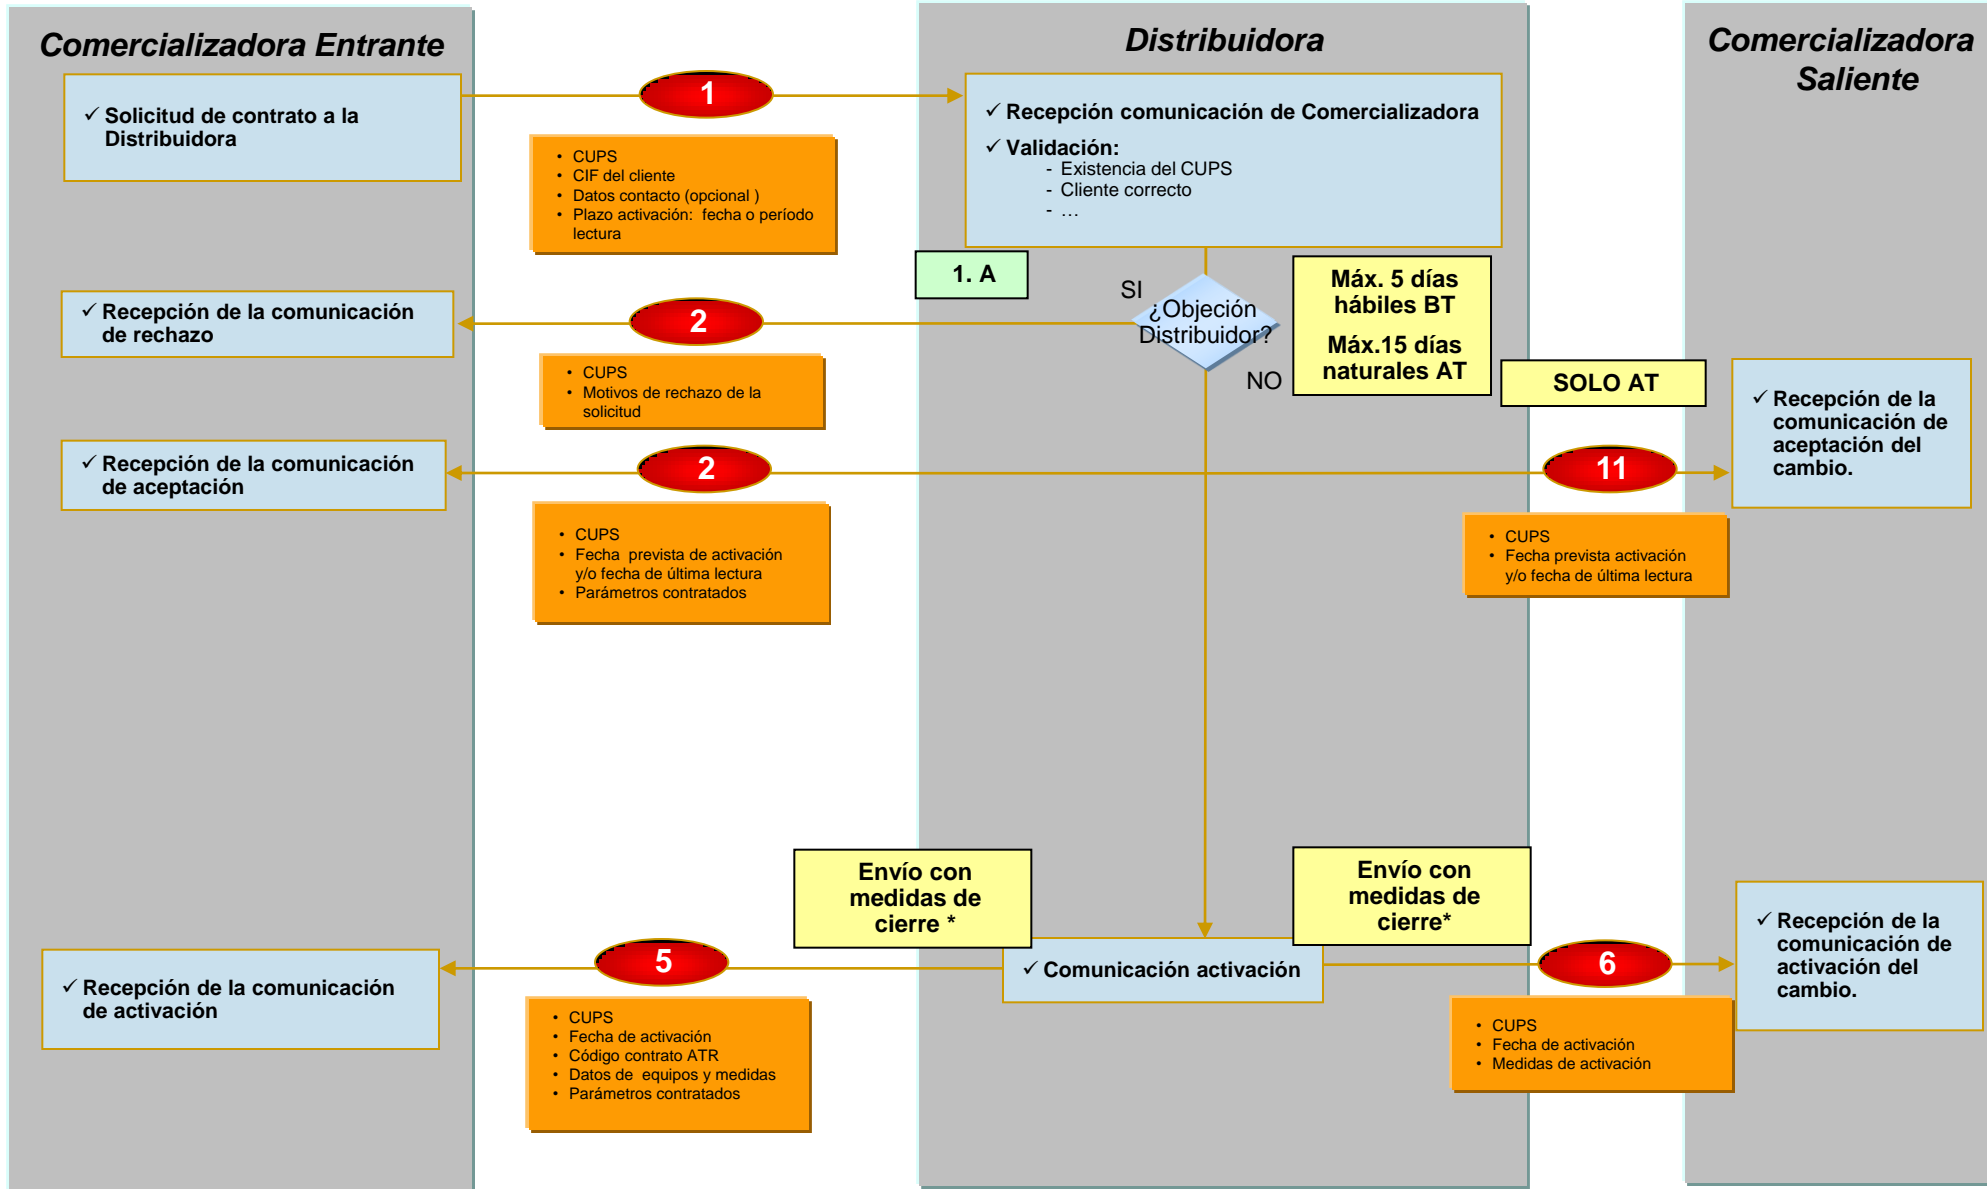 Comercializadora Entrante
Distribuidora
Comercializadora
Saliente
✓ Solicitud de contrato a la
Distribuidora
1
• CUPS
• CIF del cliente
• Datos contacto (opcional )
• Plazo activación: fecha o período
lectura
✓ Recepción comunicación de Comercializadora
✓ Validación:
- Existencia del CUPS
- Cliente correcto
- …
1. A
SI
¿Objeción
Distribuidor?
NO
Máx. 5 días
hábiles BT
Máx.15 días
naturales AT
SOLO AT
✓ Recepción de la comunicación
de rechazo
2
• CUPS
• Motivos de rechazo de la
solicitud
✓ Recepción de la comunicación
de aceptación
2
• CUPS
• Fecha prevista de activación
y/o fecha de última lectura
• Parámetros contratados
11
• CUPS
• Fecha prevista activación
y/o fecha de última lectura
✓ Recepción de la
comunicación de
aceptación del
cambio.
Envío con
medidas de
cierre *
Envío con
medidas de
cierre*
✓ Comunicación activación
✓ Recepción de la comunicación
de activación
5
• CUPS
• Fecha de activación
• Código contrato ATR
• Datos de equipos y medidas
• Parámetros contratados
6
• CUPS
• Fecha de activación
• Medidas de activación
✓ Recepción de la
comunicación de
activación del
cambio.